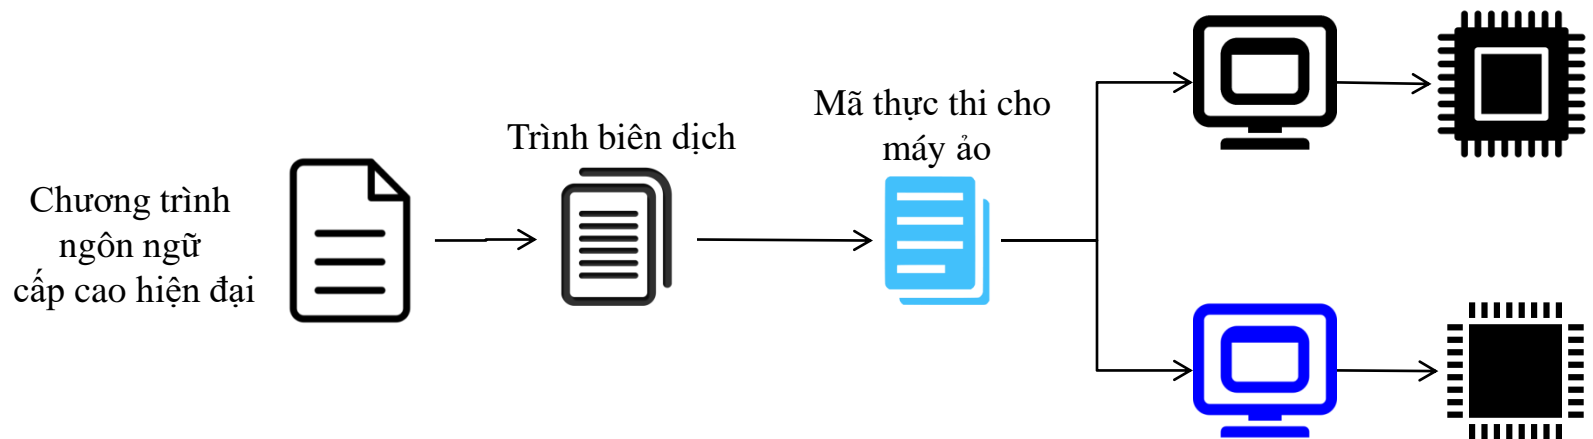 Chương trình
ngôn ngữ
cấp cao hiện đại
Trình biên dịch
Mã thực thi cho
máy ảo